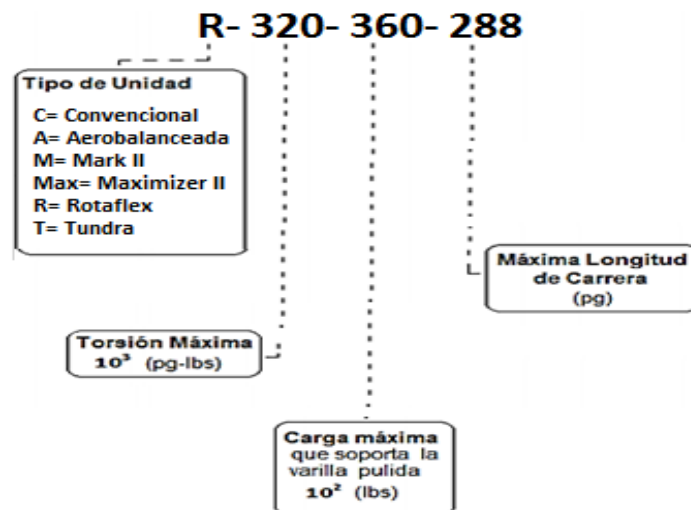 R- 320- 360- 288
Tipo de Unidad
C= Convencional
A= Aerobalanceada
M= Mark II
Max= Maximizer II
R= Rotaflex
T= Tundra
Máxima Longitud
de Carrera
(pg)
Torsión Máxima
10³ (pg-lbs)
Carga máxima
que soporta la
varilla pulida
10² (lbs)